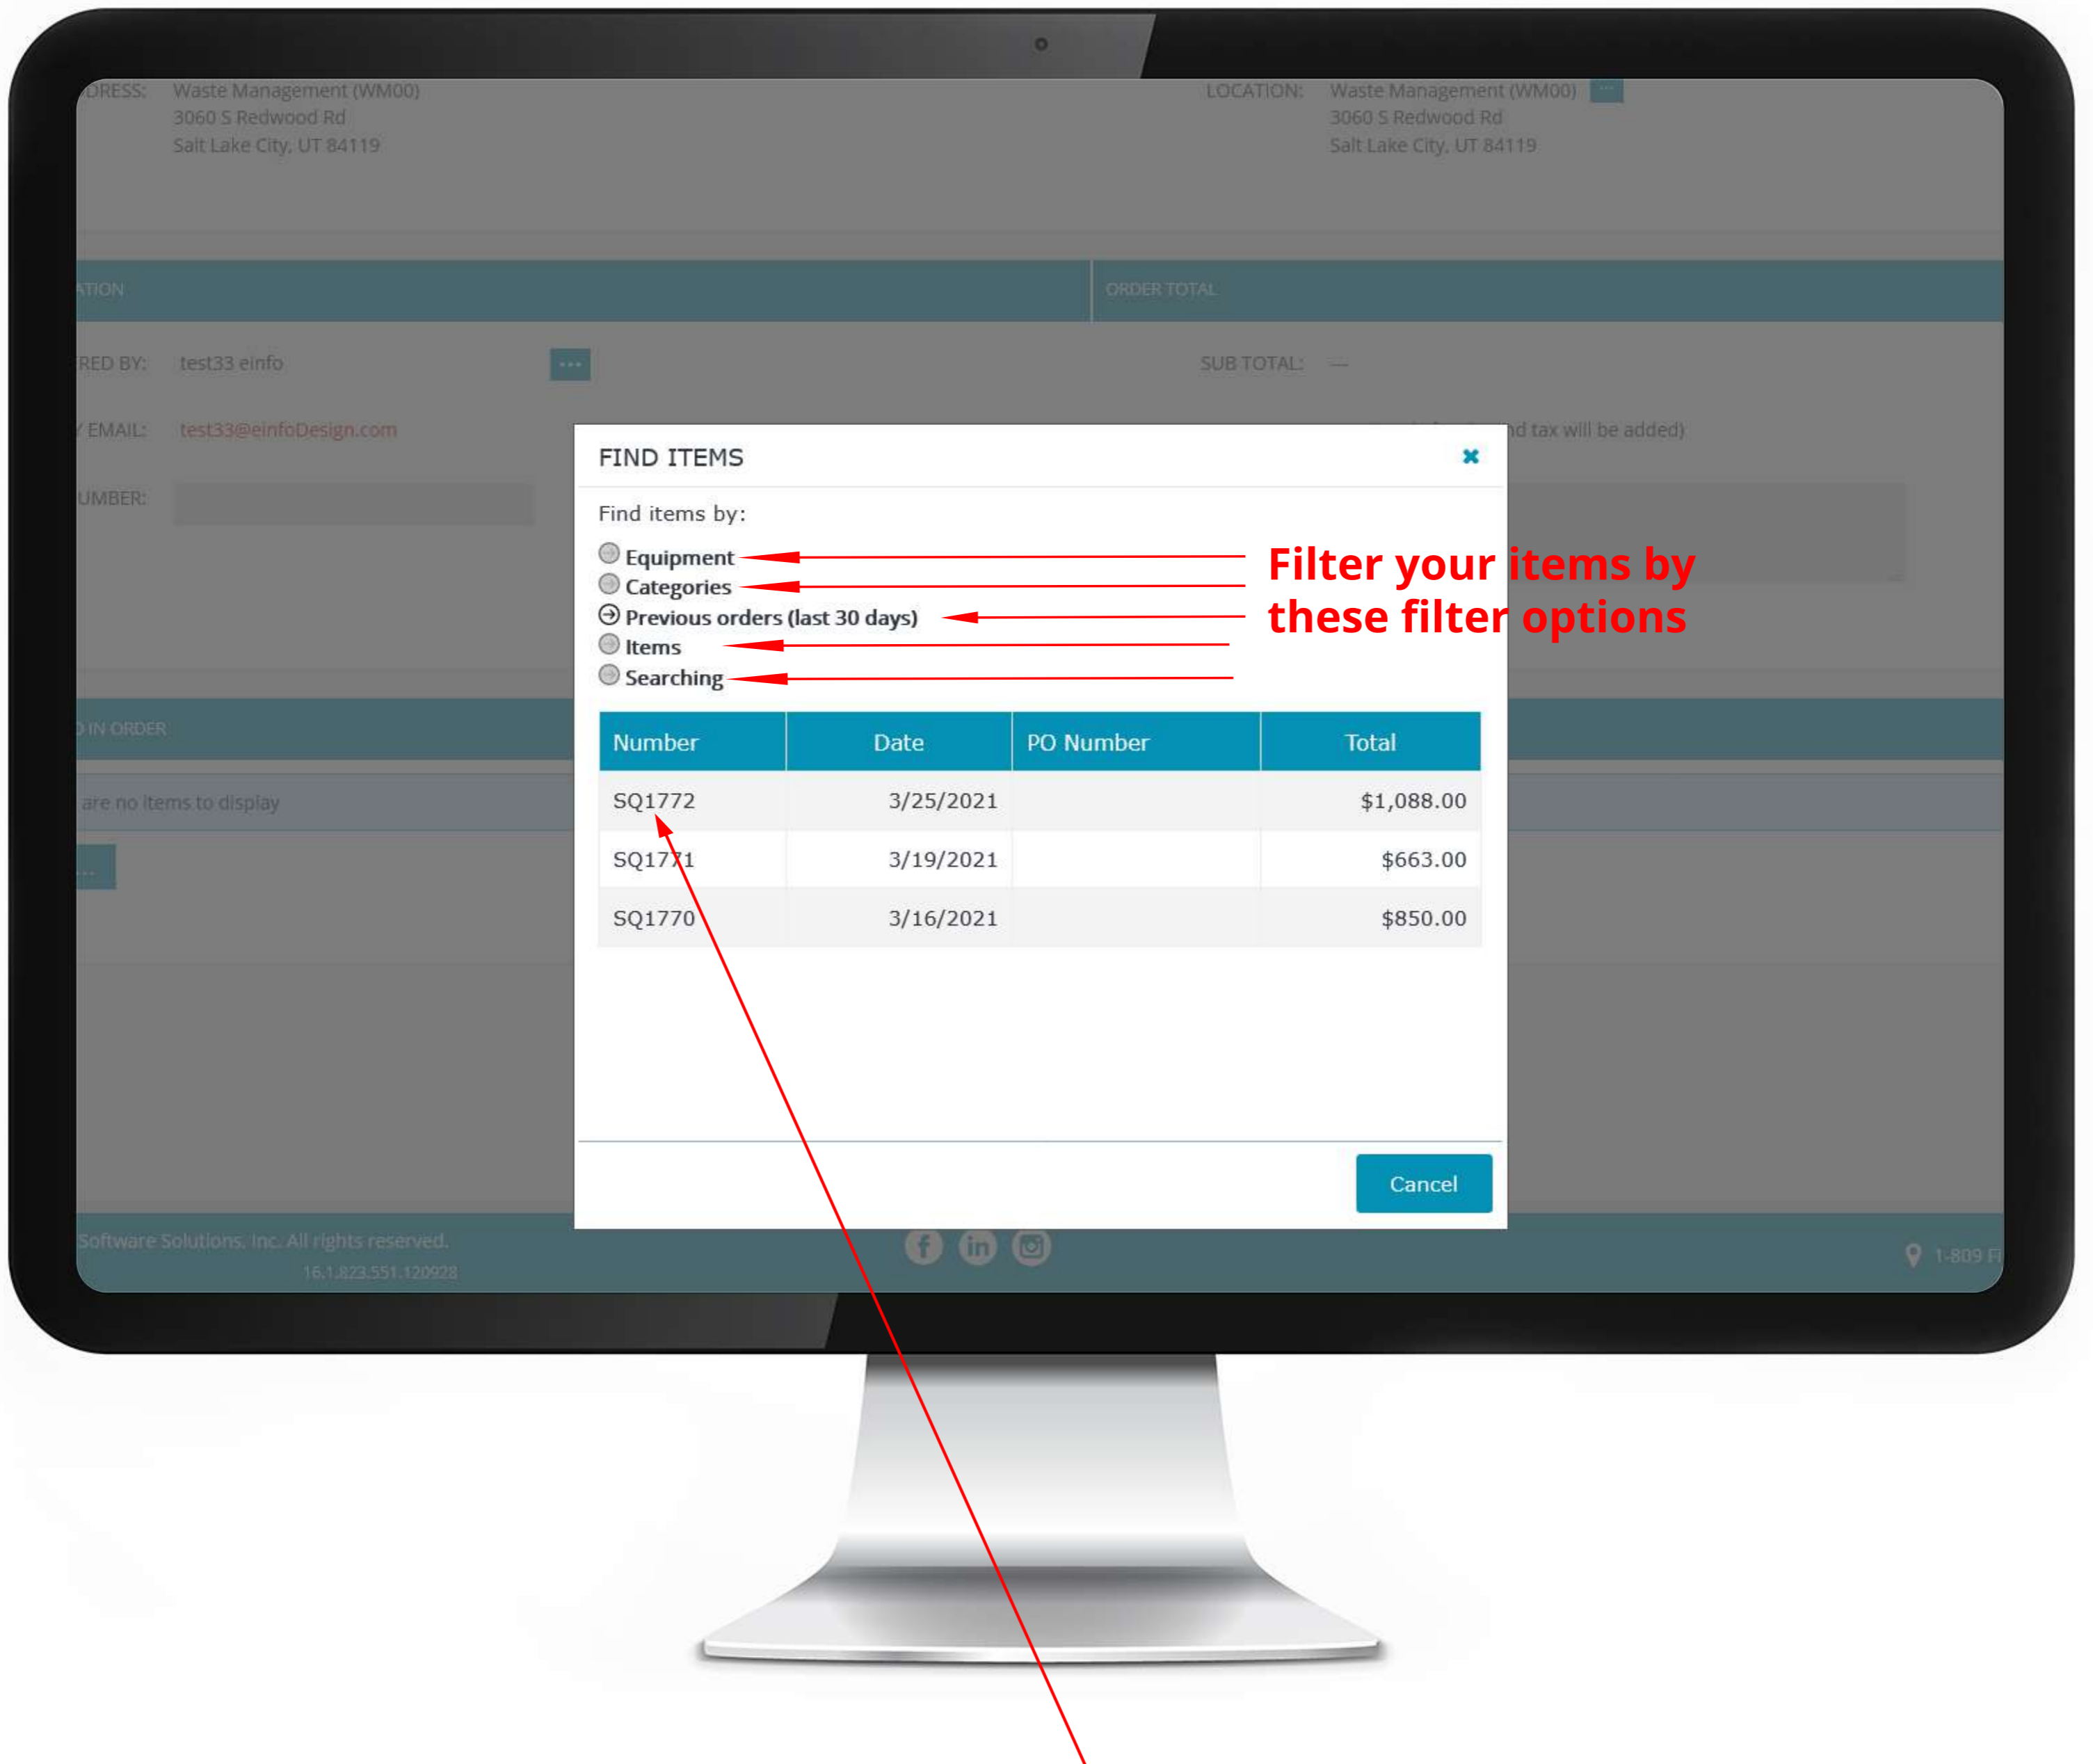 DRESS: Waste Management (WM00) LOCATION: Waste Management (WM00) ...
3060 S Redwood Rd 3060 S Redwood Rd
Salt Lake City, UT 84119 Salt Lake City, UT 84119
ATION ORDER TOTAL
RED BY: test33 einfo ... SUB TOTAL: —
Y EMAIL: test33@einfoDesign.com nd tax will be added)
UMBER:
FIND ITEMS ✖
Find items by:
Equipment
Categories
Previous orders (last 30 days)
Items
Searching
Filter your items by
these filter options
IN ORDER
Number Date PO Number Total
are no items to display
SQ1772 3/25/2021 $1,088.00
SQ1771 3/19/2021 $663.00
SQ1770 3/16/2021 $850.00
...
Cancel
Software Solutions, Inc. All rights reserved. f in 1-809 F
16.1.823.551.120928